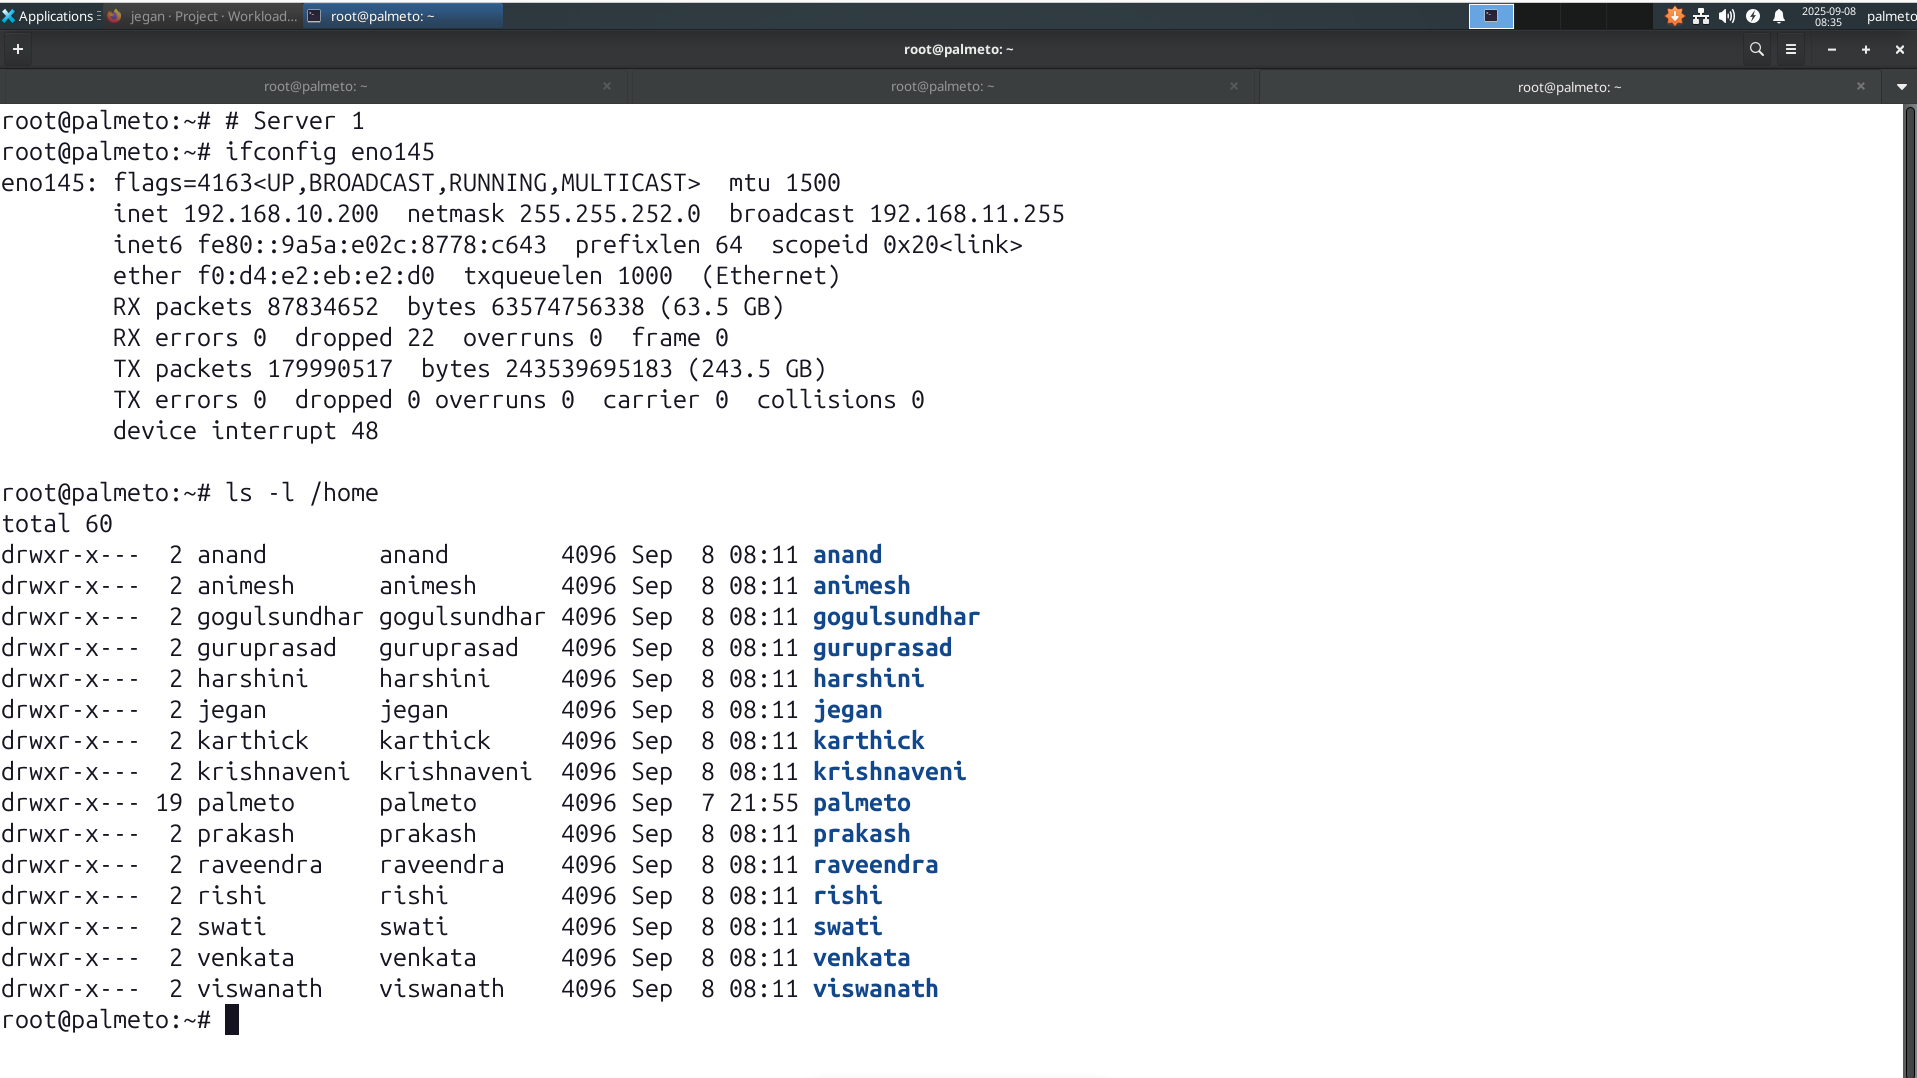 Applications
jegan · Project · Workload...
root@palmeto: ~
2025-09-08
08:35
palmeto
root@palmeto: ~
root@palmeto: ~
root@palmeto: ~
root@palmeto: ~
root@palmeto:~# # Server 1
root@palmeto:~# ifconfig eno145
eno145: flags=4163<UP,BROADCAST,RUNNING,MULTICAST>  mtu 1500
        inet 192.168.10.200  netmask 255.255.252.0  broadcast 192.168.11.255
        inet6 fe80::9a5a:e02c:8778:c643  prefixlen 64  scopeid 0x20<link>
        ether f0:d4:e2:eb:e2:d0  txqueuelen 1000  (Ethernet)
        RX packets 87834652  bytes 63574756338 (63.5 GB)
        RX errors 0  dropped 22  overruns 0  frame 0
        TX packets 179990517  bytes 243539695183 (243.5 GB)
        TX errors 0  dropped 0 overruns 0  carrier 0  collisions 0
        device interrupt 48
root@palmeto:~# ls -l /home
total 60
drwxr-x---  2 anand        anand        4096 Sep  8 08:11 anand
drwxr-x---  2 animesh      animesh      4096 Sep  8 08:11 animesh
drwxr-x---  2 gogulsundhar gogulsundhar 4096 Sep  8 08:11 gogulsundhar
drwxr-x---  2 guruprasad   guruprasad   4096 Sep  8 08:11 guruprasad
drwxr-x---  2 harshini     harshini     4096 Sep  8 08:11 harshini
drwxr-x---  2 jegan        jegan        4096 Sep  8 08:11 jegan
drwxr-x---  2 karthick     karthick     4096 Sep  8 08:11 karthick
drwxr-x---  2 krishnaveni  krishnaveni  4096 Sep  8 08:11 krishnaveni
drwxr-x--- 19 palmeto      palmeto      4096 Sep  7 21:55 palmeto
drwxr-x---  2 prakash      prakash      4096 Sep  8 08:11 prakash
drwxr-x---  2 raveendra    raveendra    4096 Sep  8 08:11 raveendra
drwxr-x---  2 rishi        rishi        4096 Sep  8 08:11 rishi
drwxr-x---  2 swati        swati        4096 Sep  8 08:11 swati
drwxr-x---  2 venkata      venkata      4096 Sep  8 08:11 venkata
drwxr-x---  2 viswanath    viswanath    4096 Sep  8 08:11 viswanath
root@palmeto:~#